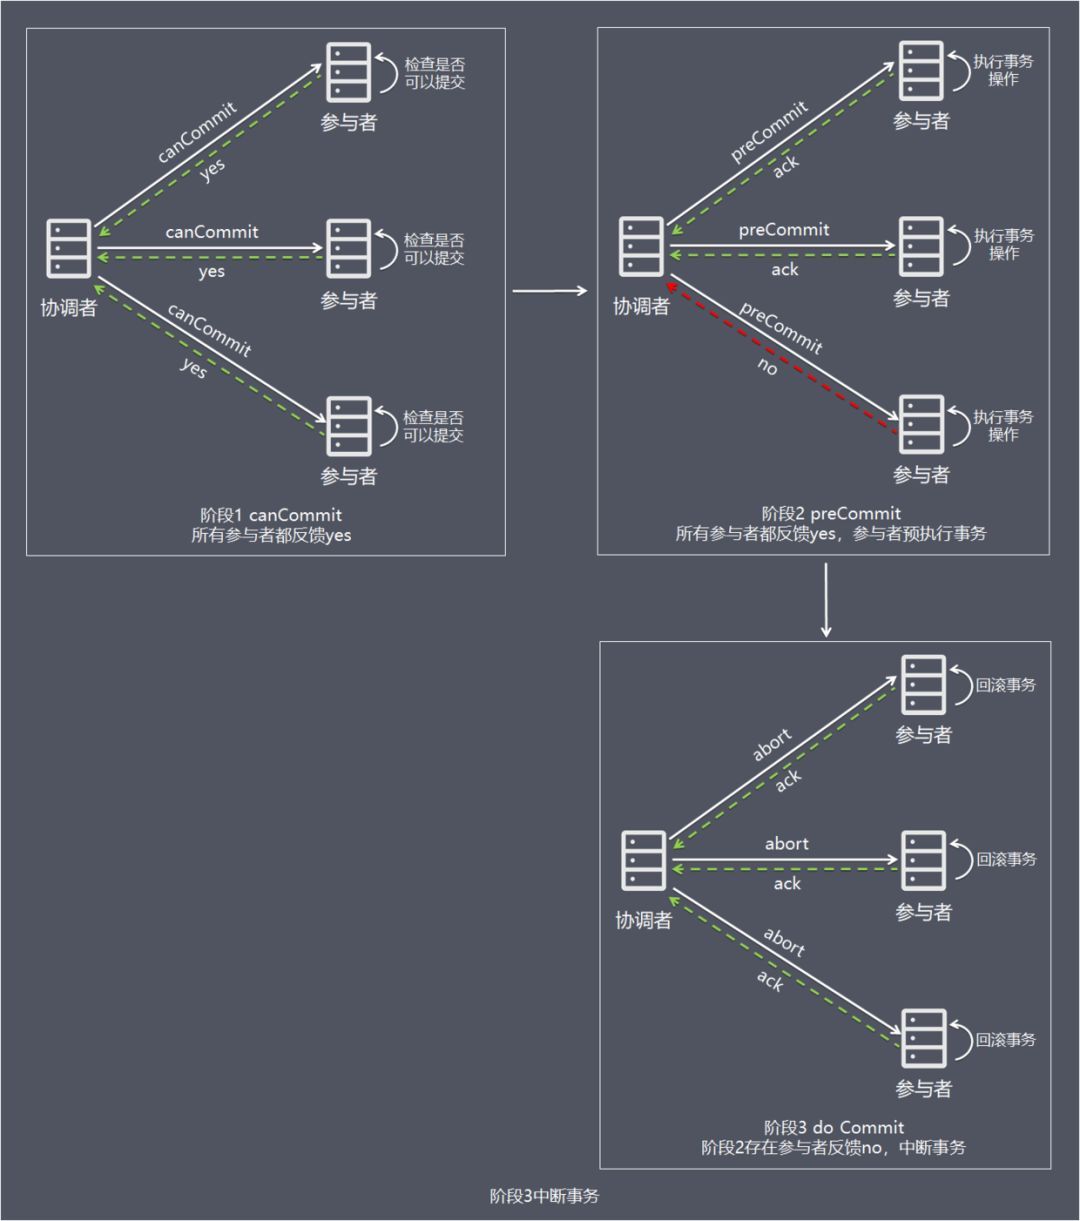 检查是否
可以提交
参与者
canCommit
yes
canCommit
yes
检查是否
可以提交
参与者
协调者
canCommit
yes
检查是否
可以提交
参与者
阶段1 canCommit
所有参与者都反馈yes
执行事务
操作
参与者
preCommit
ack
preCommit
ack
执行事务
操作
参与者
协调者
preCommit
no
执行事务
操作
参与者
阶段2 preCommit
所有参与者都反馈yes，参与者预执行事务
回滚事务
参与者
abort
ack
abort
ack
回滚事务
参与者
协调者
abort
ack
回滚事务
参与者
阶段3 do Commit
阶段2存在参与者反馈no，中断事务
阶段3中断事务